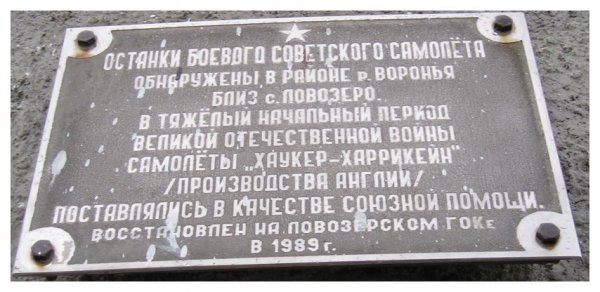 ОСТАНКИ БОЕВОГО СОВЕТСКОГО САМОЛЁТА
ОБНАРУЖЕНЫ В РАЙОНЕ р. ВОРОНЬЯ
БЛИЗ с. ЛОВОЗЕРО.
В ТЯЖЁЛЫЙ НАЧАЛЬНЫЙ ПЕРИОД
ВЕЛИКОЙ ОТЕЧЕСТВЕННОЙ ВОЙНЫ
САМОЛЁТЫ „ХАУКЕР-ХАРРИКЕЙН"
/ПРОИЗВОДСТВА АНГЛИИ/
ПОСТАВЛЯЛИСЬ В КАЧЕСТВЕ СОЮЗНОЙ ПОМОЩИ.
ВОССТАНОВЛЕН НА ЛОВОЗЕРСКОМ ГОКе
В 1989 г.